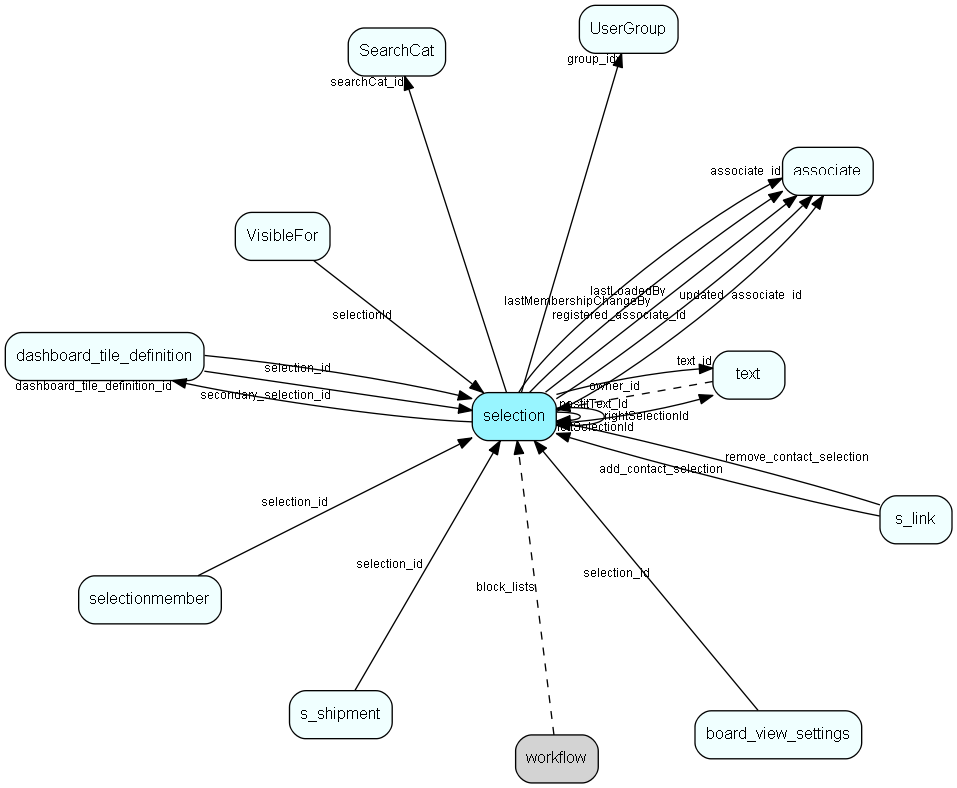 UserGroup
SearchCat
group_id
searchCat_id
associate
associate_id
VisibleFor
lastLoadedBy
updated_associate_id
lastMembershipChangeBy
registered_associate_id
selectionId
dashboard_tile_definition
text_id
selection_id
text
dashboard_tile_definition_id
owner_id
secondary_selection_id
postitText_id
selection
rightSelectionId
leftSelectionId
remove_contact_selection
add_contact_selection
selection_id
s_link
selection_id
selection_id
block_lists
selectionmember
s_shipment
board_view_settings
workflow